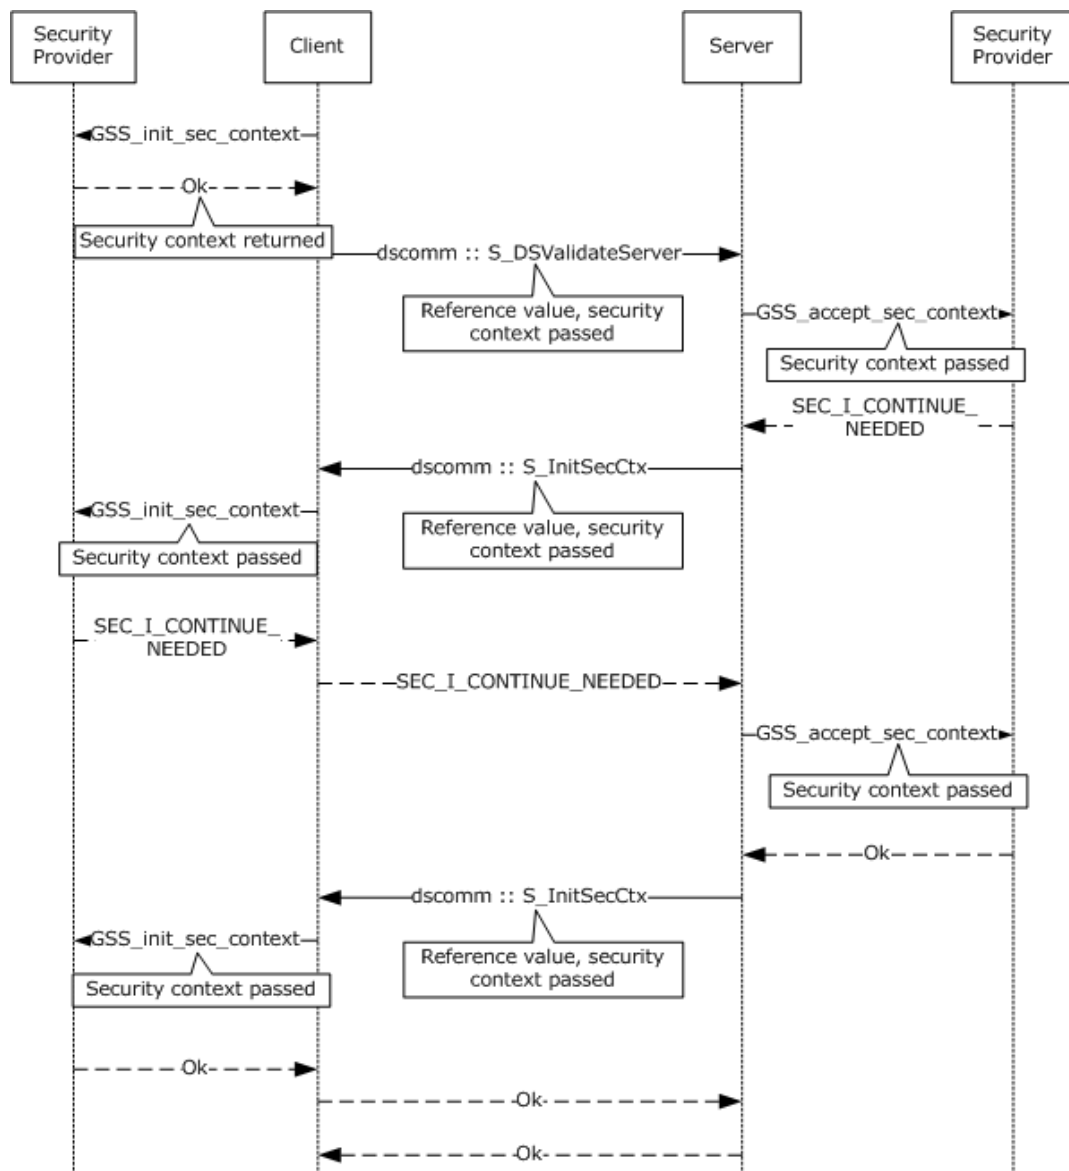 Security
Provider
Client
Server
Security
Provider
GSS_init_sec_context
Ok
Security context returned
dscomm :: S_DSValidateServer
Reference value, security
context passed
GSS_accept_sec_context
Security context passed
SEC_I_CONTINUE_
NEEDED
dscomm :: S_InitSecCtx
GSS_init_sec_context
Reference value, security
context passed
Security context passed
SEC_I_CONTINUE_
NEEDED
SEC_I_CONTINUE_NEEDED
GSS_accept_sec_context
Security context passed
Ok
dscomm :: S_InitSecCtx
GSS_init_sec_context
Reference value, security
context passed
Security context passed
Ok
Ok
Ok